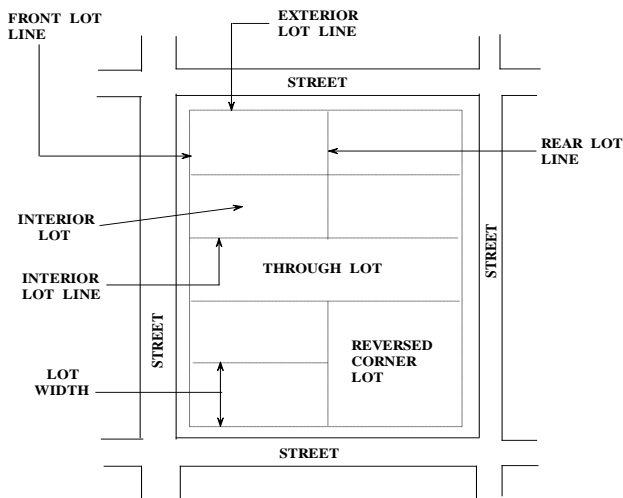 FRONT LOT
LINE
EXTERIOR
LOT LINE
STREET
REAR LOT
LINE
INTERIOR
LOT
THROUGH LOT
STREET
INTERIOR
LOT LINE
STREET
REVERSED
CORNER
LOT
LOT
WIDTH
STREET